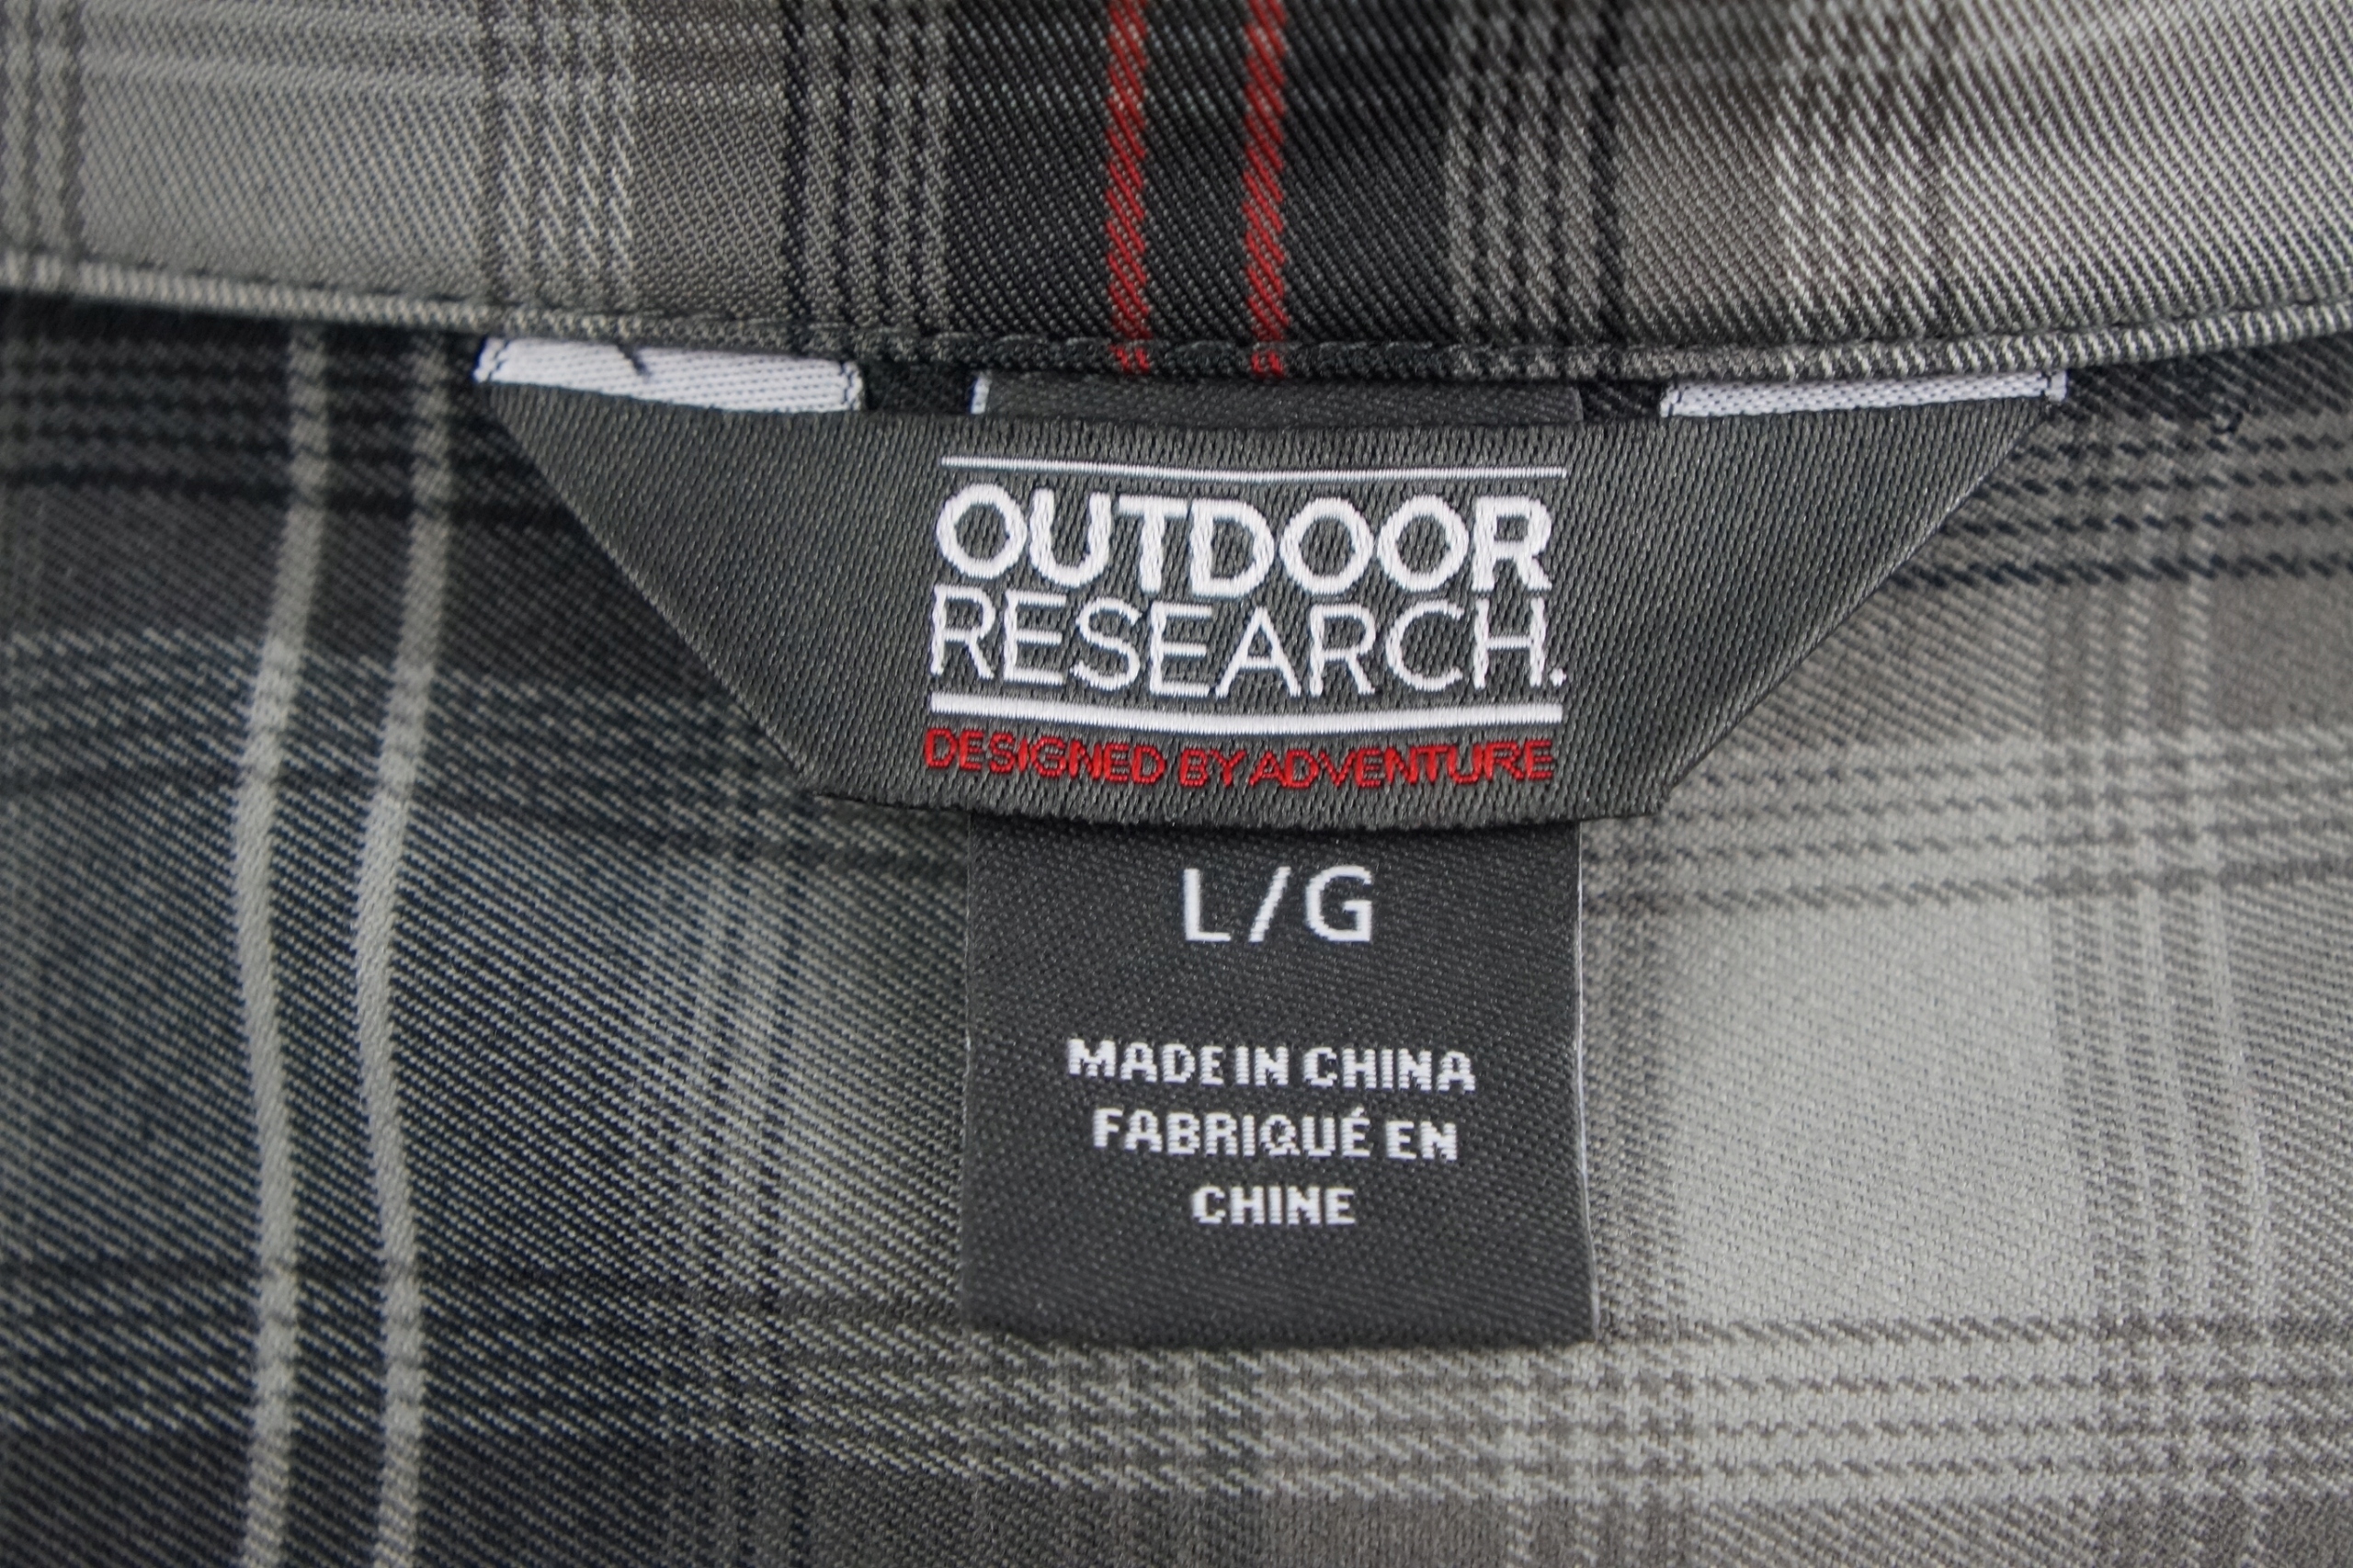 OUTDOOR
RESEARCH.
DESIGNED BY ADVENTURE
L/G
MADE IN CHINA
FABRIQUÉ EN
CHINE